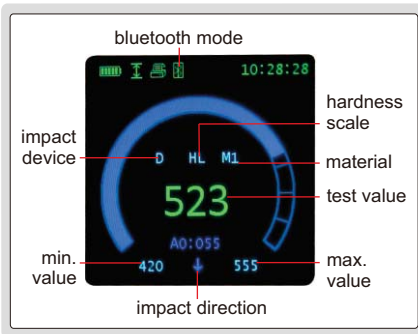 bluetooth mode
10:28:28
hardness
scale
impact
device
D HL M1
material
523
test value
A0:055
min.
value
420
555
max.
value
impact direction